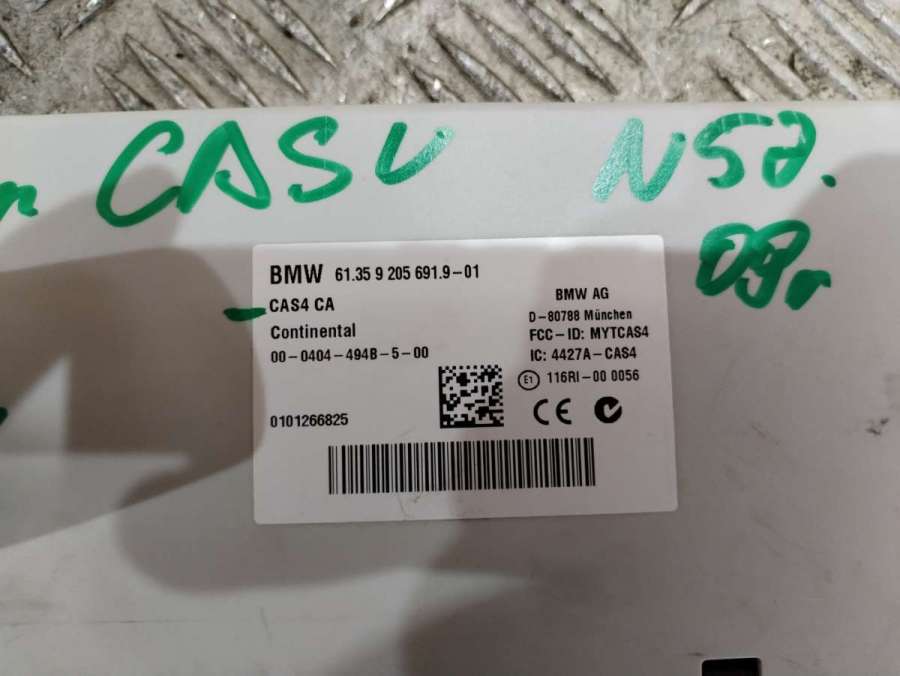 CAS4 N52.
09г
BMW 61.35 9 205 691.9-01
CAS4 CA
Continental
00-0404-494B-5-00
0101266825
BMW AG
D-80788 München
FCC-ID: MYTCAS4
IC: 4427A-CAS4
E1 116RI-00 0056
CE